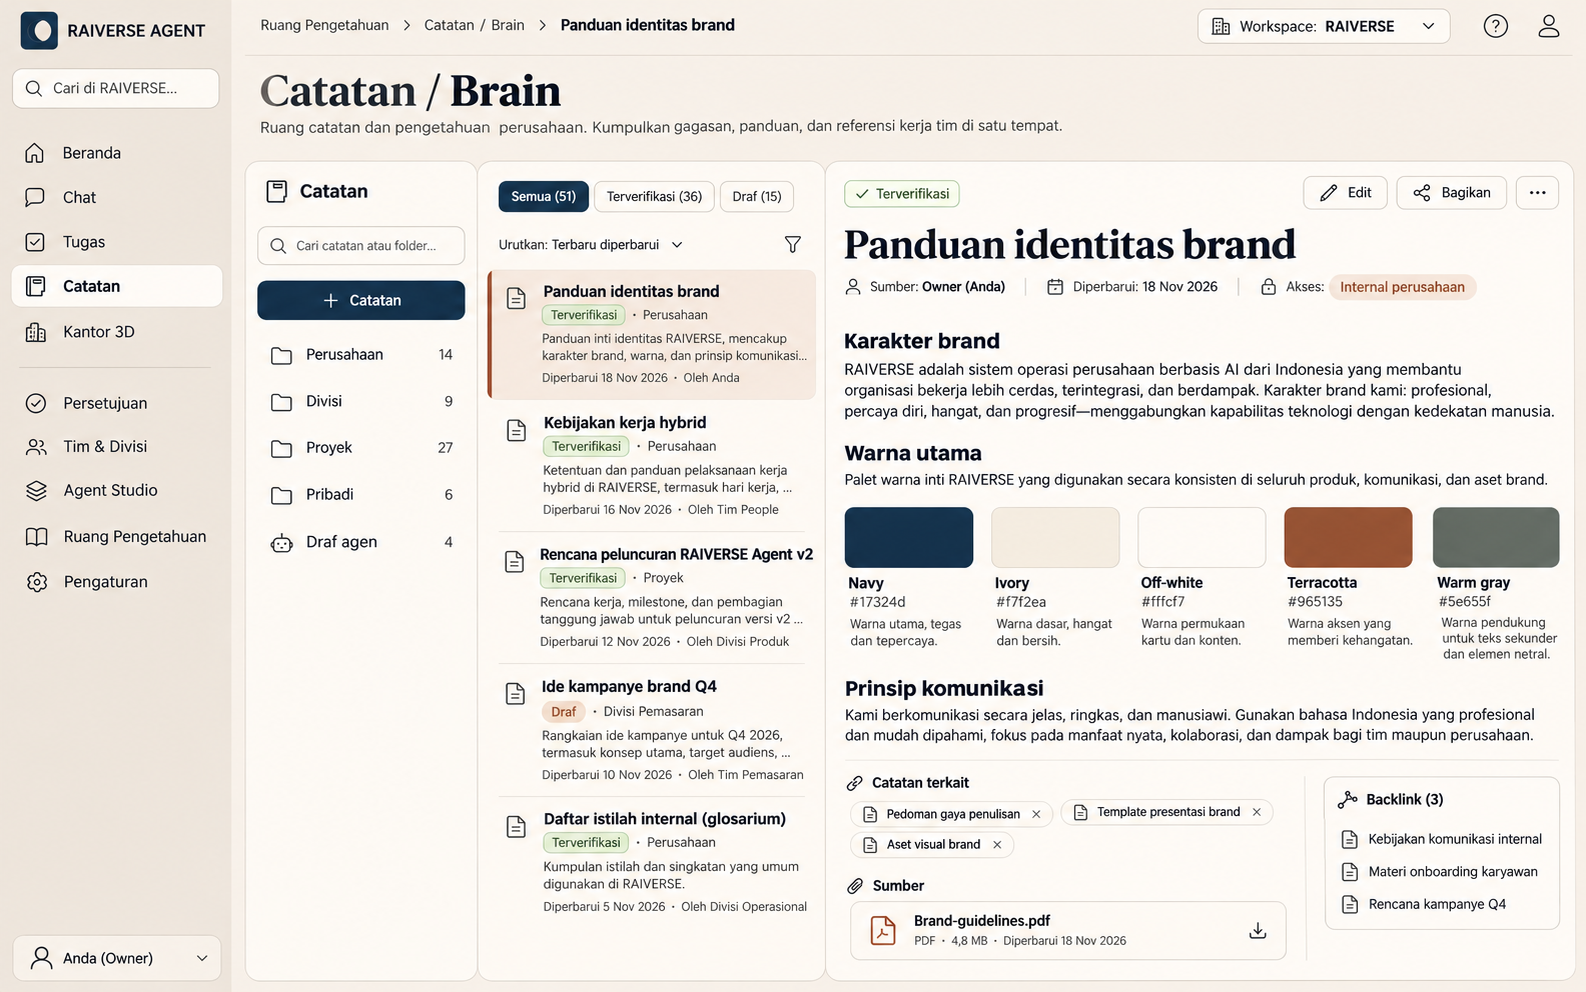 RAIVERSE AGENT
Cari di RAIVERSE...
Beranda
Chat
Tugas
Catatan
Kantor 3D
Persetujuan
Tim & Divisi
Agent Studio
Ruang Pengetahuan
Pengaturan
Anda (Owner)
Ruang Pengetahuan > Catatan / Brain > Panduan identitas brand
Workspace: RAIVERSE
Catatan / Brain
Ruang catatan dan pengetahuan perusahaan. Kumpulkan gagasan, panduan, dan referensi kerja tim di satu tempat.
Catatan
Cari catatan atau folder...
+ Catatan
Perusahaan 14
Divisi 9
Proyek 27
Pribadi 6
Draf agen 4
Semua (51) Terverifikasi (36) Draf (15)
Urutkan: Terbaru diperbarui
Panduan identitas brand
Terverifikasi • Perusahaan
Panduan inti identitas RAIVERSE, mencakup
karakter brand, warna, dan prinsip komunikasi...
Diperbarui 18 Nov 2026 • Oleh Anda
Kebijakan kerja hybrid
Terverifikasi • Perusahaan
Ketentuan dan panduan pelaksanaan kerja
hybrid di RAIVERSE, termasuk hari kerja, ...
Diperbarui 16 Nov 2026 • Oleh Tim People
Rencana peluncuran RAIVERSE Agent v2
Terverifikasi • Proyek
Rencana kerja, milestone, dan pembagian
tanggung jawab untuk peluncuran versi v2 ...
Diperbarui 12 Nov 2026 • Oleh Divisi Produk
Ide kampanye brand Q4
Draf • Divisi Pemasaran
Rangkaian ide kampanye untuk Q4 2026,
termasuk konsep utama, target audiens, ...
Diperbarui 10 Nov 2026 • Oleh Tim Pemasaran
Daftar istilah internal (glosarium)
Terverifikasi • Perusahaan
Kumpulan istilah dan singkatan yang umum
digunakan di RAIVERSE.
Diperbarui 5 Nov 2026 • Oleh Divisi Operasional
Terverifikasi
Edit
Bagikan
Panduan identitas brand
Sumber: Owner (Anda) Diperbarui: 18 Nov 2026 Akses: Internal perusahaan
Karakter brand
RAIVERSE adalah sistem operasi perusahaan berbasis AI dari Indonesia yang membantu
organisasi bekerja lebih cerdas, terintegrasi, dan berdampak. Karakter brand kami: profesional,
percaya diri, hangat, dan progresif—menggabungkan kapabilitas teknologi dengan kedekatan manusia.
Warna utama
Palet warna inti RAIVERSE yang digunakan secara konsisten di seluruh produk, komunikasi, dan aset brand.
Navy
#17324d
Warna utama, tegas
dan tepercaya.
Ivory
#f7f2ea
Warna dasar, hangat
dan bersih.
Off-white
#fffcf7
Warna permukaan
kartu dan konten.
Terracotta
#965135
Warna aksen yang
memberi kehangatan.
Warm gray
#5e655f
Warna pendukung
untuk teks sekunder
dan elemen netral.
Prinsip komunikasi
Kami berkomunikasi secara jelas, ringkas, dan manusiawi. Gunakan bahasa Indonesia yang profesional
dan mudah dipahami, fokus pada manfaat nyata, kolaborasi, dan dampak bagi tim maupun perusahaan.
Catatan terkait
Pedoman gaya penulisan ×
Template presentasi brand ×
Aset visual brand ×
Sumber
Brand-guidelines.pdf
PDF • 4,8 MB • Diperbarui 18 Nov 2026
Backlink (3)
Kebijakan komunikasi internal
Materi onboarding karyawan
Rencana kampanye Q4